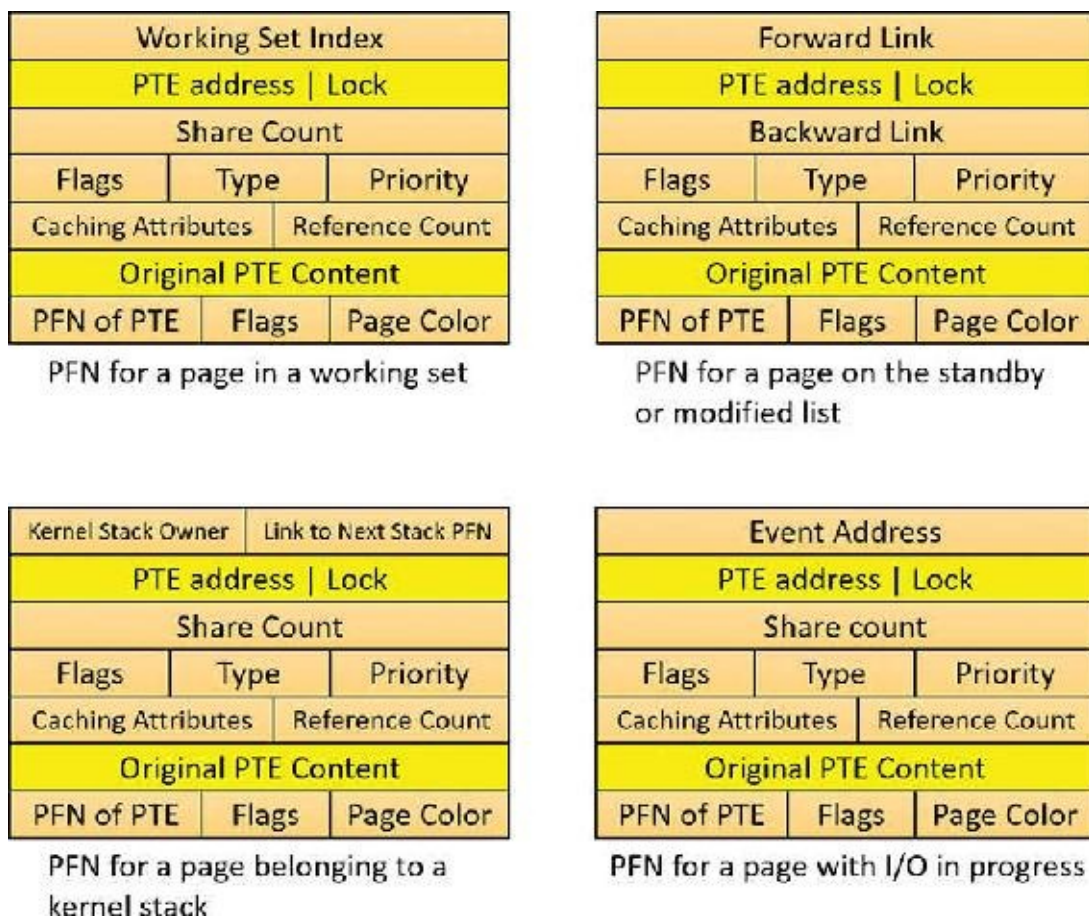 Working Set Index
PTE address | Lock
Share Count
Flags Type Priority
Caching Attributes Reference Count
Original PTE Content
PFN of PTE Flags Page Color
PFN for a page in a working set
Forward Link
PTE address | Lock
Backward Link
Flags Type Priority
Caching Attributes Reference Count
Original PTE Content
PFN of PTE Flags Page Color
PFN for a page on the standby
or modified list
Kernel Stack Owner Link to Next Stack PFN
PTE address | Lock
Share Count
Flags Type Priority
Caching Attributes Reference Count
Original PTE Content
PFN of PTE Flags Page Color
PFN for a page belonging to a
kernel stack
Event Address
PTE address | Lock
Share count
Flags Type Priority
Caching Attributes Reference Count
Original PTE Content
PFN of PTE Flags Page Color
PFN for a page with I/O in progress